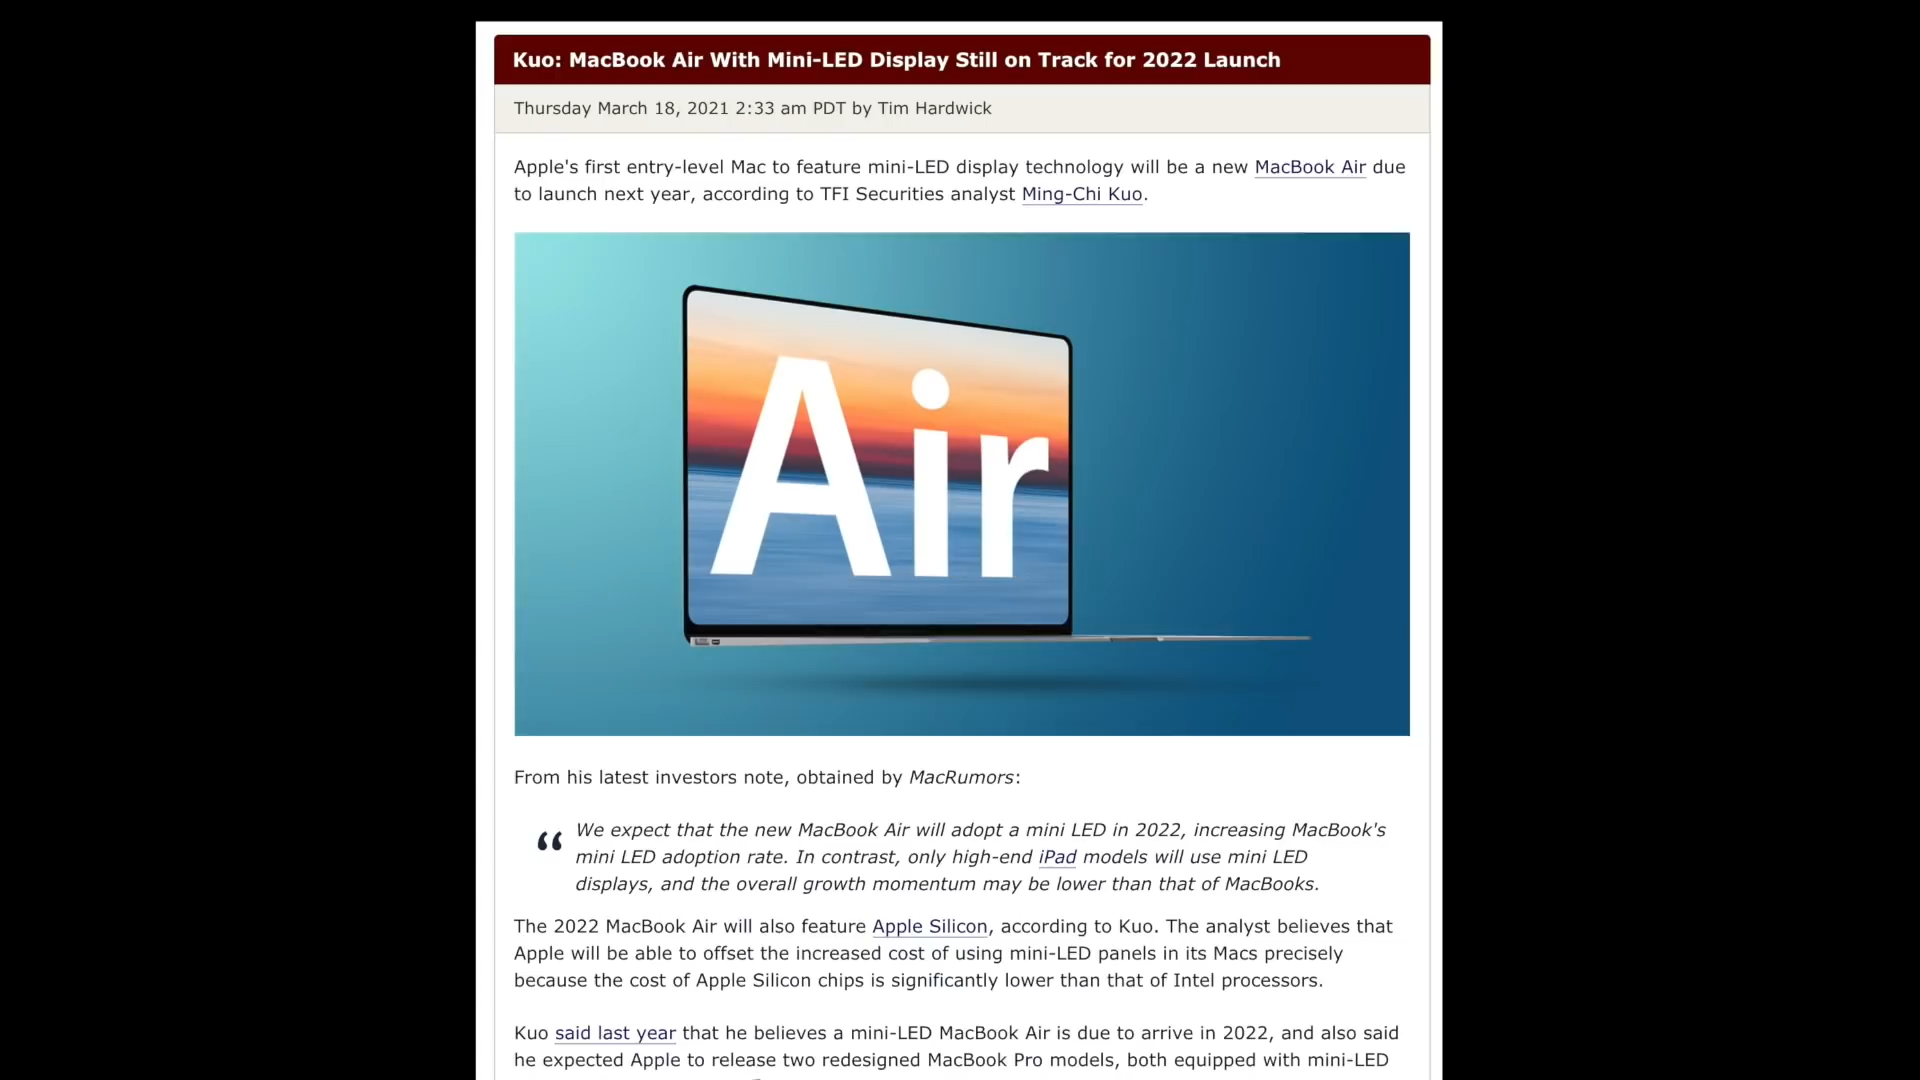 Kuo: MacBook Air With Mini-LED Display Still on Track for 2022 Launch
Thursday March 18, 2021 2:33 am PDT by Tim Hardwick
Apple's first entry-level Mac to feature mini-LED display technology will be a new MacBook Air due
to launch next year, according to TFI Securities analyst Ming-Chi Kuo.
Air
From his latest investors note, obtained by MacRumors:
“ We expect that the new MacBook Air will adopt a mini LED in 2022, increasing MacBook's
mini LED adoption rate. In contrast, only high-end iPad models will use mini LED
displays, and the overall growth momentum may be lower than that of MacBooks.
The 2022 MacBook Air will also feature Apple Silicon, according to Kuo. The analyst believes that
Apple will be able to offset the increased cost of using mini-LED panels in its Macs precisely
because the cost of Apple Silicon chips is significantly lower than that of Intel processors.
Kuo said last year that he believes a mini-LED MacBook Air is due to arrive in 2022, and also said
he expected Apple to release two redesigned MacBook Pro models, both equipped with mini-LED